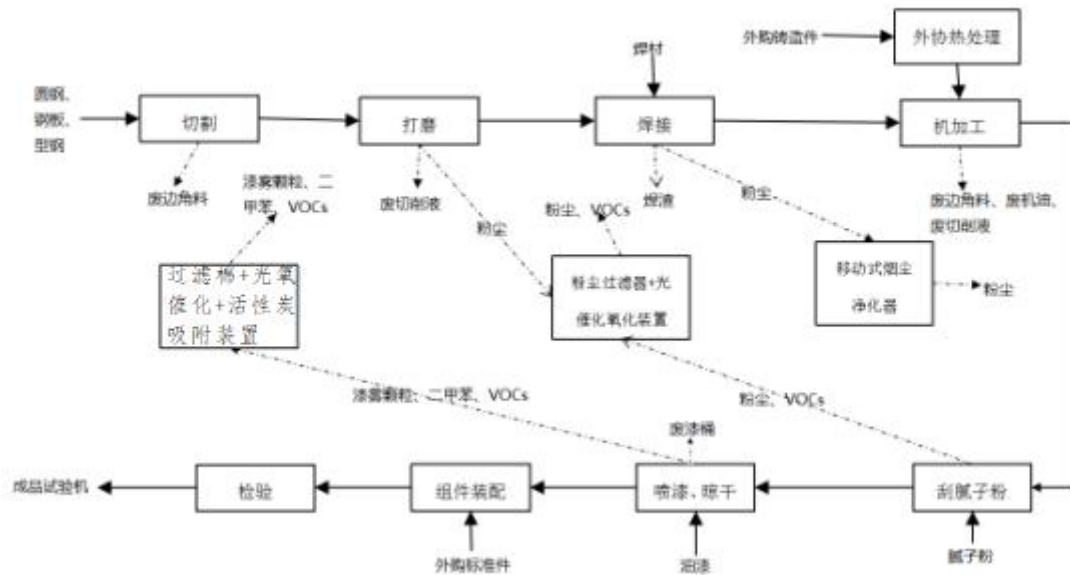 外购铸造件
外协热处理
焊材
圆钢、
钢板、
型钢
切割
打磨
焊接
机加工
废边角料
漆雾颗粒、二
甲苯、VOCs
废切削液
粉尘
粉尘、VOCs
焊渣
粉尘
废边角料、废机油、
废切削液
过滤棉+光氧
催化+活性炭
吸附装置
粉尘过滤器+光
催化氧化装置
移动式烟尘
净化器
粉尘
漆雾颗粒、二甲苯、VOCs
粉尘、VOCs
废漆桶
成品试验机
检验
组件装配
喷漆、晾干
刮腻子粉
外购标准件
油漆
腻子粉